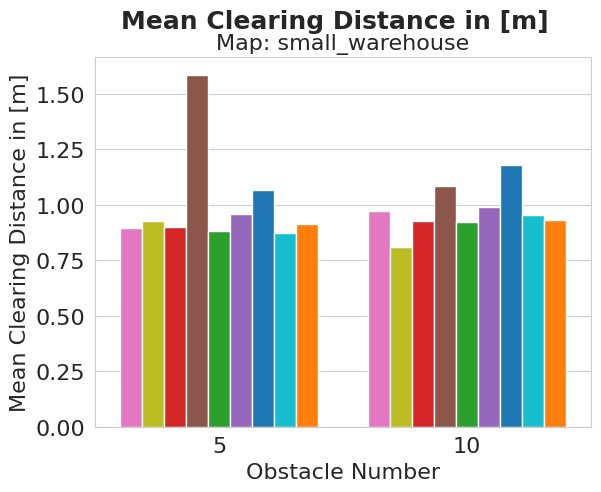 Mean Clearing Distance in [m]
Map: small_warehouse
Mean Clearing Distance in [m]
1.50
1.25
1.00
0.75
0.50
0.25
0.00
5
10
Obstacle Number